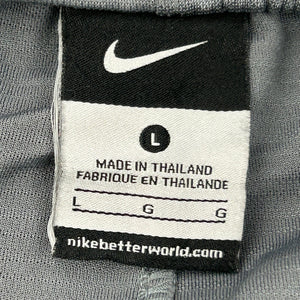 L
MADE IN THAILAND
FABRIQUE EN THAILANDE
L G G
nikebetterworld.com